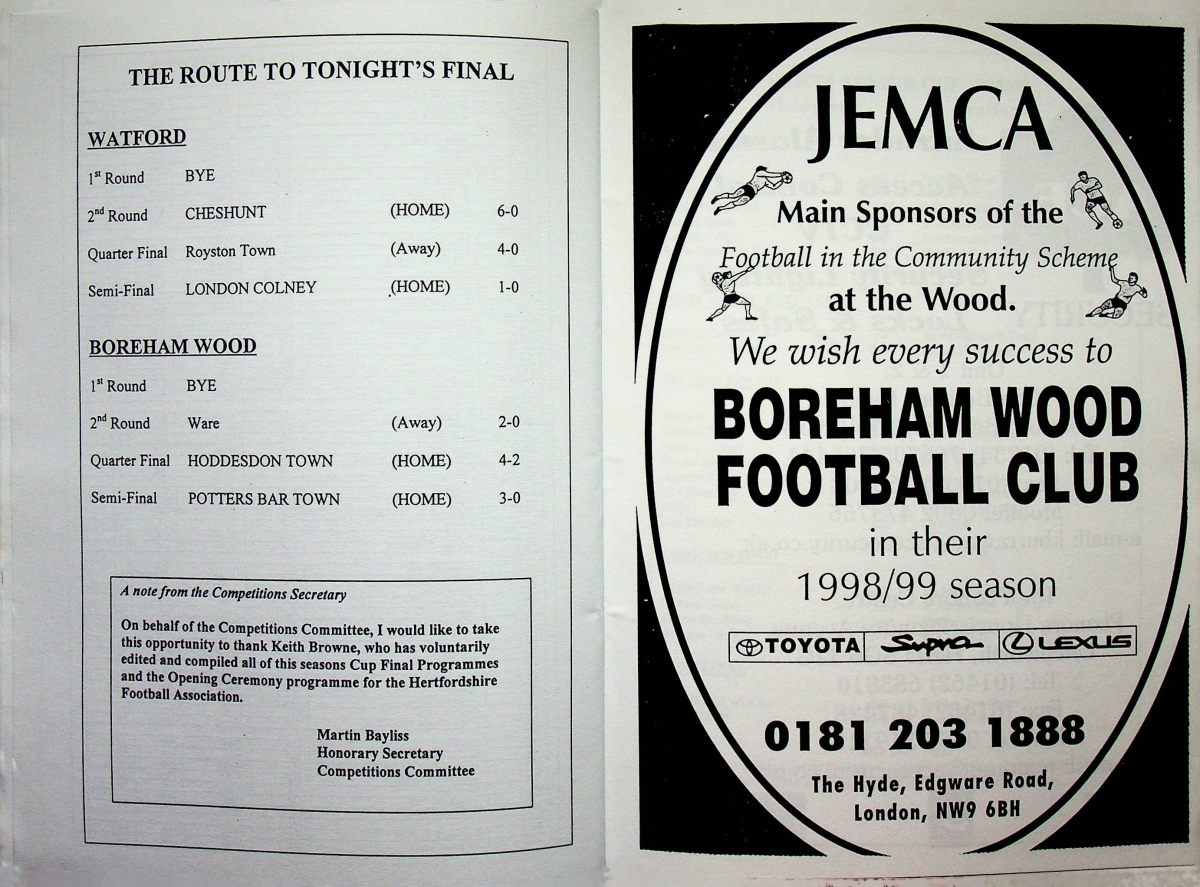 THE ROUTE TO TONIGHT'S FINAL
WATFORD
1st Round BYE
2nd Round CHESHUNT (HOME) 6-0
Quarter Final Royston Town (Away) 4-0
Semi-Final LONDON COLNEY (HOME) 1-0
BOREHAM WOOD
1st Round BYE
2nd Round Ware (Away) 2-0
Quarter Final HODDESDON TOWN (HOME) 4-2
Semi-Final POTTERS BAR TOWN (HOME) 3-0
A note from the Competitions Secretary
On behalf of the Competitions Committee, I would like to take
this opportunity to thank Keith Browne, who has voluntarily
edited and compiled all of this seasons Cup Final Programmes
and the Opening Ceremony programme for the Hertfordshire
Football Association.
Martin Bayliss
Honorary Secretary
Competitions Committee
JEMCA
Main Sponsors of the
Football in the Community Scheme
at the Wood.
We wish every success to
BOREHAM WOOD
FOOTBALL CLUB
in their
1998/99 season
TOYOTA Supra LEXUS
0181 203 1888
The Hyde, Edgware Road,
London, NW9 6BH